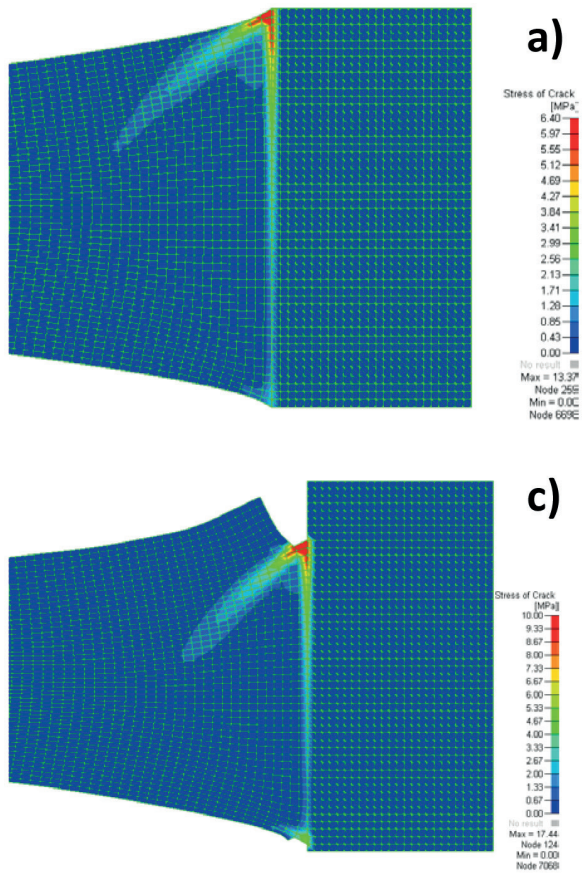 a)
Stress of Crack
[MPa]
6.40
5.97
5.55
5.12
4.69
4.27
3.84
3.41
2.99
2.56
2.13
1.71
1.28
0.85
0.43
0.00
No result
Max = 13.37
Node
Min = 0.0
Node
c)
Stress of Crack
[MPa]
10.00
9.33
8.67
8.00
7.33
6.67
6.00
5.33
4.67
4.00
3.33
2.67
2.00
1.33
0.67
0.00
No result
Max = 17.44
Node 124
Min = 0.00
Node 7068